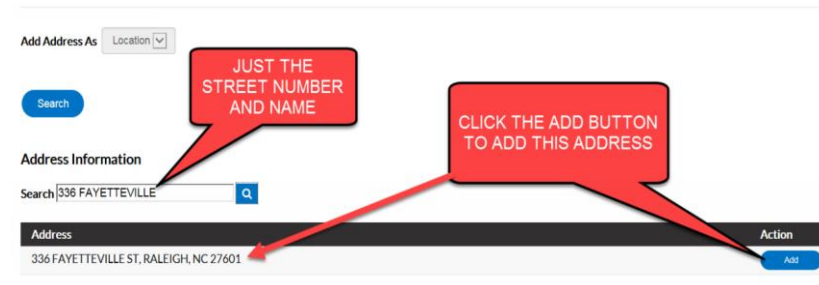 Add Address As Location
JUST THE
STREET NUMBER
AND NAME
Search
CLICK THE ADD BUTTON
TO ADD THIS ADDRESS
Address Information
Search 336 FAYETTEVILLE
Address Action
336 FAYETTEVILLE ST, RALEIGH, NC 27601 Add